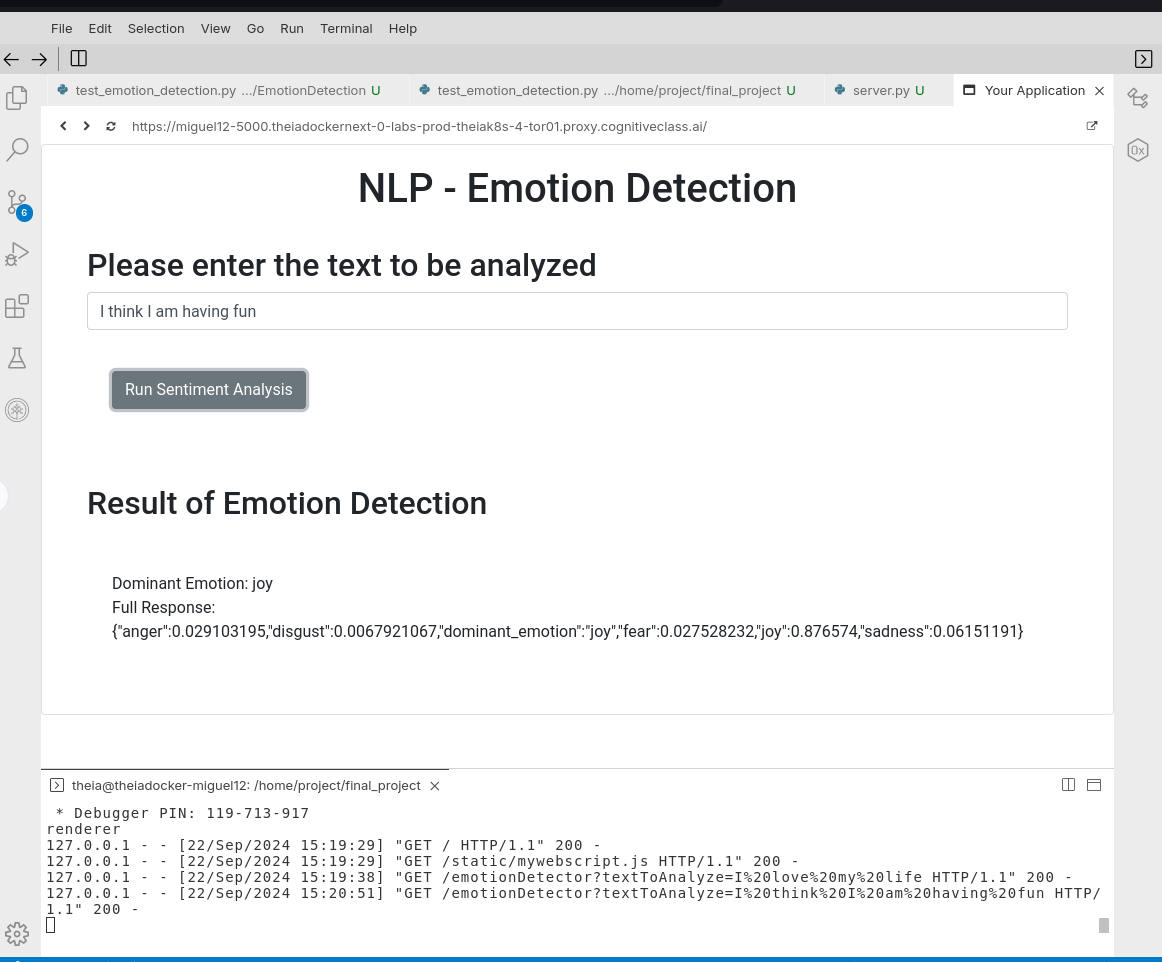 File Edit Selection View Go Run Terminal Help
test_emotion_detection.py .../EmotionDetection U test_emotion_detection.py .../home/project/final_project U server.py U Your Application
https://miguel12-5000.theiadockernext-0-labs-prod-theiak8s-4-tor01.proxy.cognitiveclass.ai/
0x
6
NLP - Emotion Detection
Please enter the text to be analyzed
I think I am having fun
Run Sentiment Analysis
Result of Emotion Detection
Dominant Emotion: joy
Full Response:
{"anger":0.029103195,"disgust":0.0067921067,"dominant_emotion":"joy","fear":0.027528232,"joy":0.876574,"sadness":0.06151191}
theia@theiadocker-miguel12: /home/project/final_project
* Debugger PIN: 119-713-917
renderer
127.0.0.1 - - [22/Sep/2024 15:19:29] "GET / HTTP/1.1" 200 -
127.0.0.1 - - [22/Sep/2024 15:19:29] "GET /static/mywebscript.js HTTP/1.1" 200 -
127.0.0.1 - - [22/Sep/2024 15:19:38] "GET /emotionDetector?textToAnalyze=I%20love%20my%20life HTTP/1.1" 200 -
127.0.0.1 - - [22/Sep/2024 15:20:51] "GET /emotionDetector?textToAnalyze=I%20think%20I%20am%20having%20fun HTTP/
1.1" 200 -